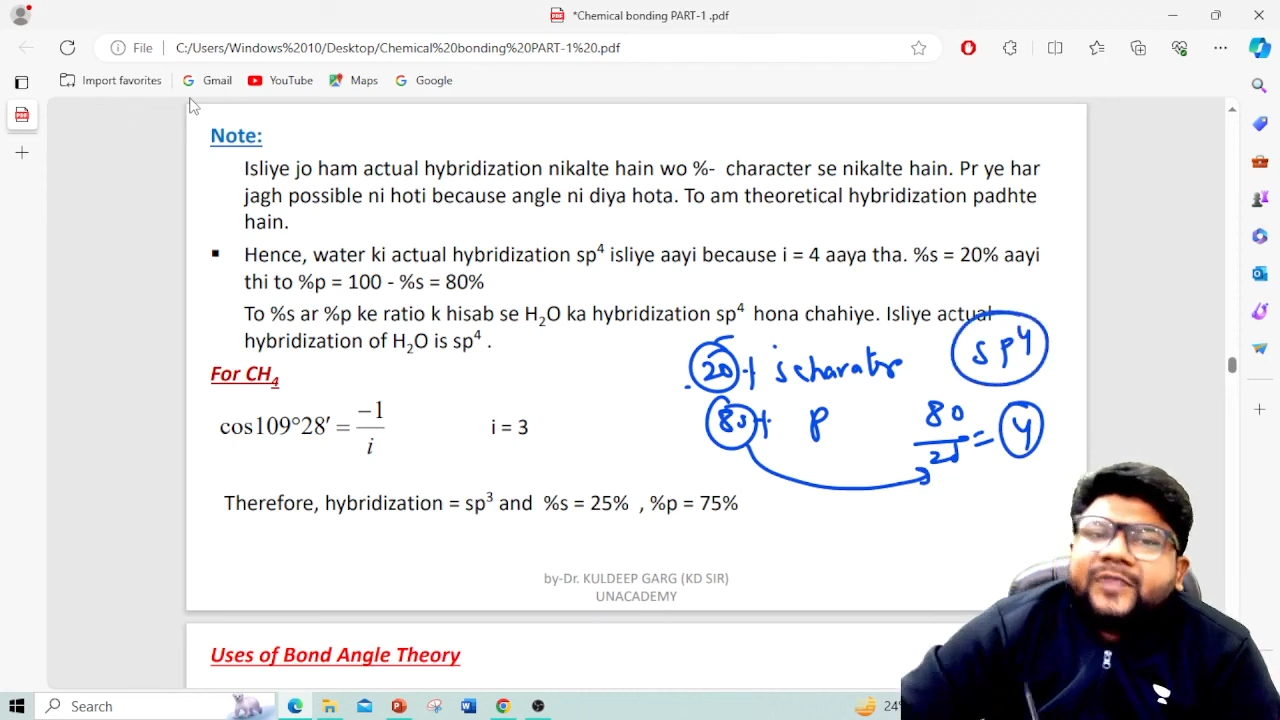 *Chemical bonding PART-1 .pdf
File
C:/Users/Windows%2010/Desktop/Chemical%20bonding%20PART-1%20.pdf
Import favorites
Gmail
YouTube
Maps
Google
Note:
Isliye jo ham actual hybridization nikalte hain wo %- character se nikalte hain. Pr ye har
jagh possible ni hoti because angle ni diya hota. To am theoretical hybridization padhte
hain.
▪ Hence, water ki actual hybridization sp⁴ isliye aayi because i = 4 aaya tha. %s = 20% aayi
thi to %p = 100 - %s = 80%
To %s ar %p ke ratio k hisab se H₂O ka hybridization sp⁴ hona chahiye. Isliye actual
hybridization of H₂O is sp⁴ .
sp4
20%
For CH₄
80% p
80/20 = 4
cos109°28′ = −1/i
i = 3
Therefore, hybridization = sp³ and %s = 25% , %p = 75%
by-Dr. KULDEEP GARG (KD SIR)
UNACADEMY
Uses of Bond Angle Theory
Search
24°